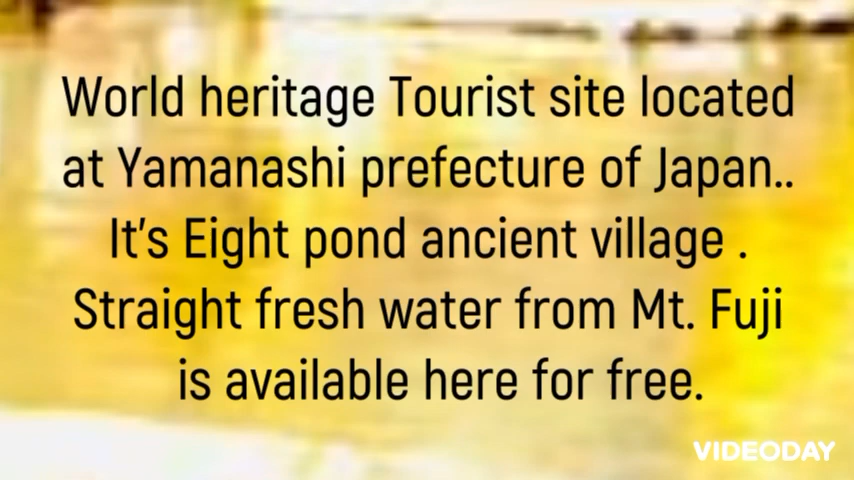 World heritage Tourist site located
at Yamanashi prefecture of Japan..
It's Eight pond ancient village .
Straight fresh water from Mt. Fuji
is available here for free.
VIDEODAY